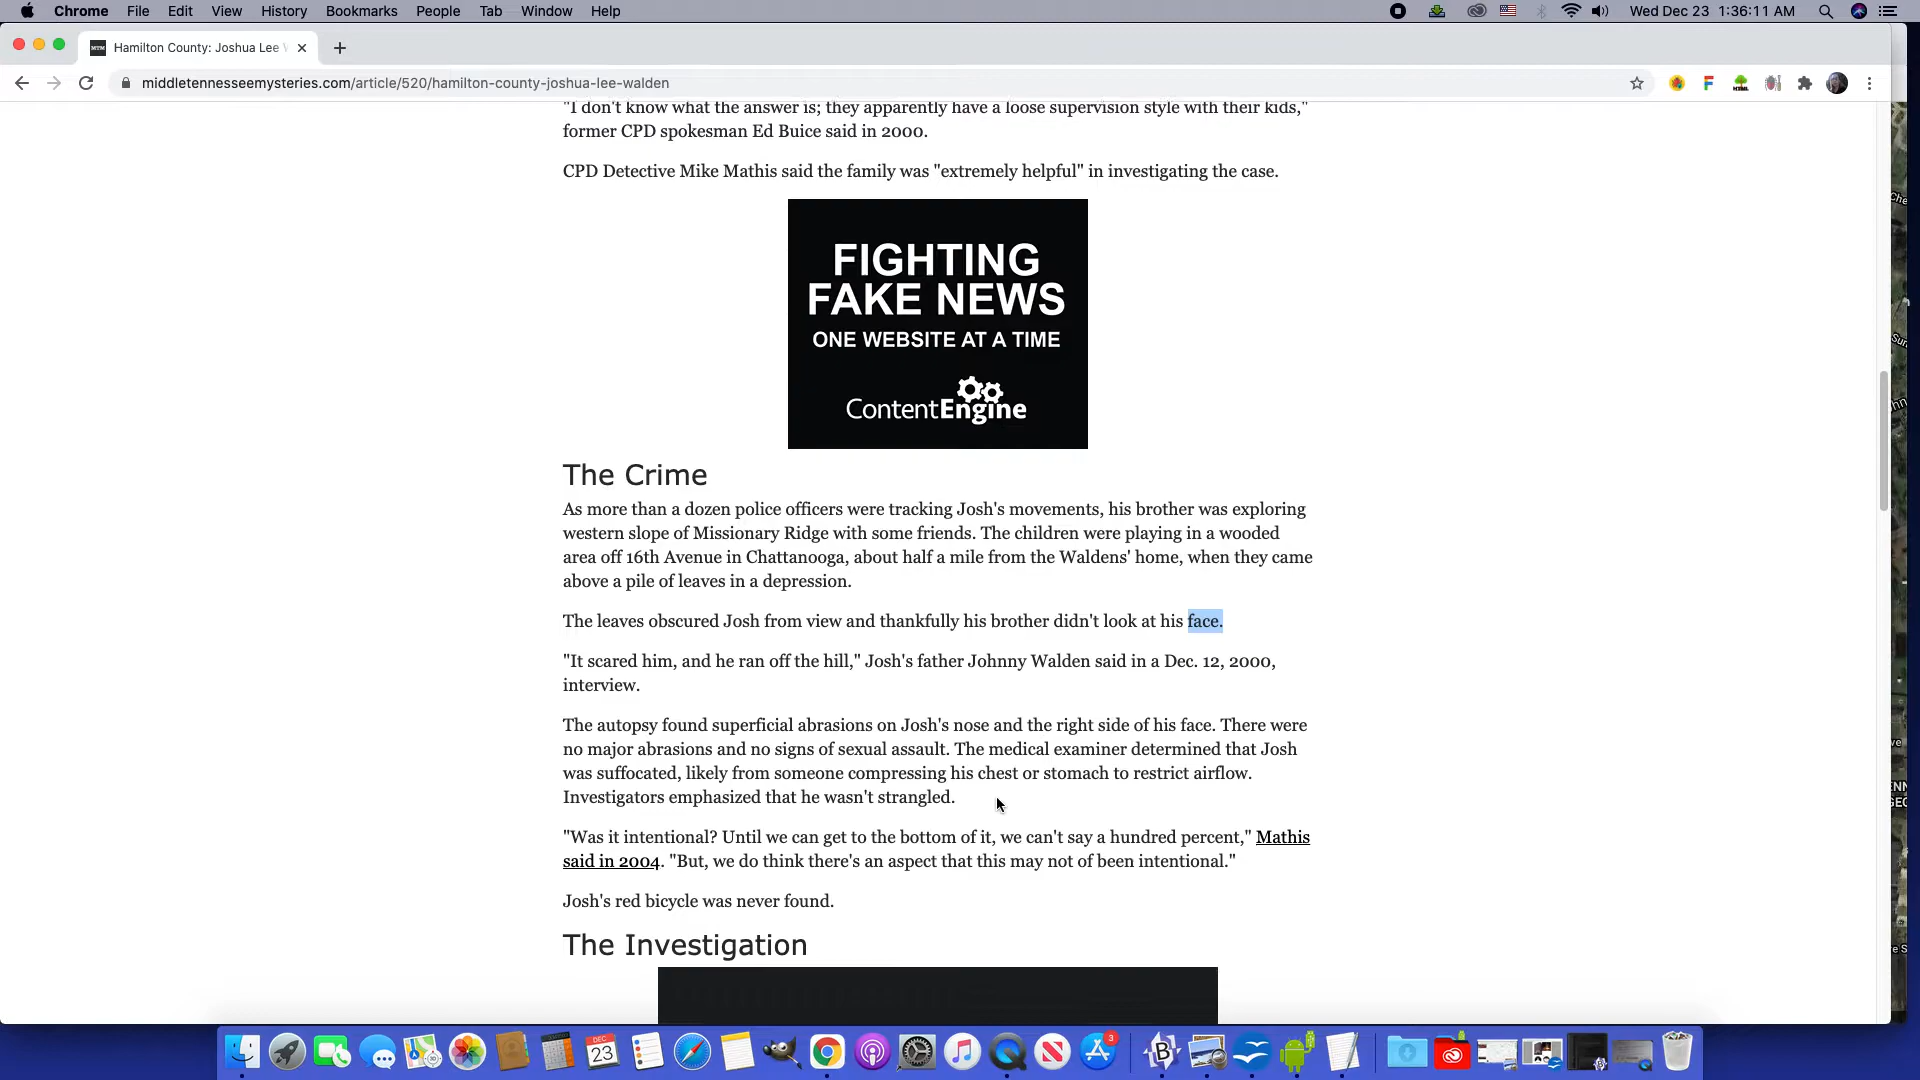 Chrome File Edit View History Bookmarks People Tab Window Help Wed Dec 23 1:36:11 AM
MTM Hamilton County: Joshua Lee
middletennesseemysteries.com/article/520/hamilton-county-joshua-lee-walden
"I don't know what the answer is; they apparently have a loose supervision style with their kids,"
former CPD spokesman Ed Buice said in 2000.
CPD Detective Mike Mathis said the family was "extremely helpful" in investigating the case.
FIGHTING
FAKE NEWS
ONE WEBSITE AT A TIME
ContentEngine
The Crime
As more than a dozen police officers were tracking Josh's movements, his brother was exploring
western slope of Missionary Ridge with some friends. The children were playing in a wooded
area off 16th Avenue in Chattanooga, about half a mile from the Waldens' home, when they came
above a pile of leaves in a depression.
The leaves obscured Josh from view and thankfully his brother didn't look at his face.
"It scared him, and he ran off the hill," Josh's father Johnny Walden said in a Dec. 12, 2000,
interview.
The autopsy found superficial abrasions on Josh's nose and the right side of his face. There were
no major abrasions and no signs of sexual assault. The medical examiner determined that Josh
was suffocated, likely from someone compressing his chest or stomach to restrict airflow.
Investigators emphasized that he wasn't strangled.
"Was it intentional? Until we can get to the bottom of it, we can't say a hundred percent," Mathis
said in 2004. "But, we do think there's an aspect that this may not of been intentional."
Josh's red bicycle was never found.
The Investigation
DEC
23
3